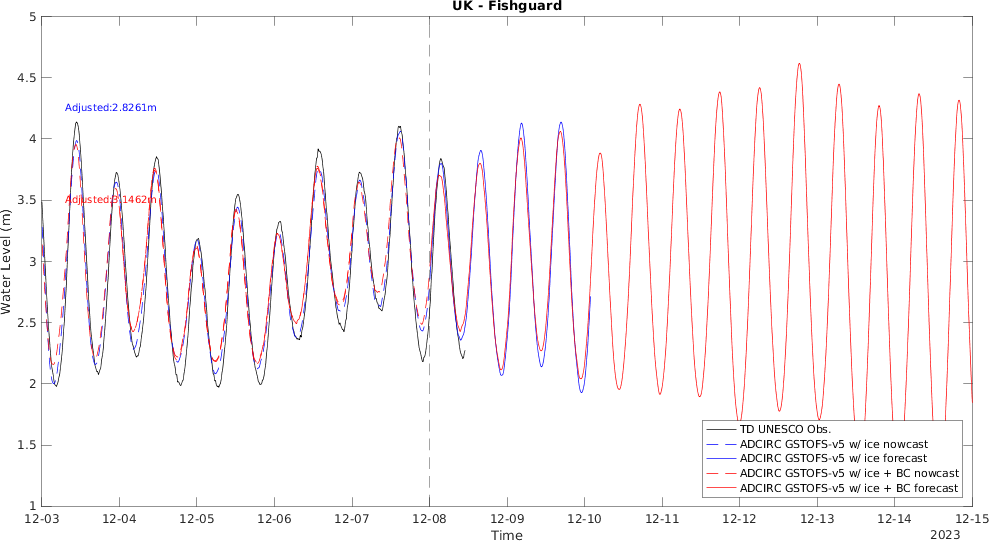 UK - Fishguard
5
4.5
4
3.5
3
2.5
2
1.5
1
Water Level (m)
Adjusted:2.8261m
Adjusted:3.1462m
TD UNESCO Obs.
ADCIRC GSTOFS-v5 w/ ice nowcast
ADCIRC GSTOFS-v5 w/ ice forecast
ADCIRC GSTOFS-v5 w/ ice + BC nowcast
ADCIRC GSTOFS-v5 w/ ice + BC forecast
12-03 12-04 12-05 12-06 12-07 12-08 12-09 12-10 12-11 12-12 12-13 12-14 12-15
Time
2023